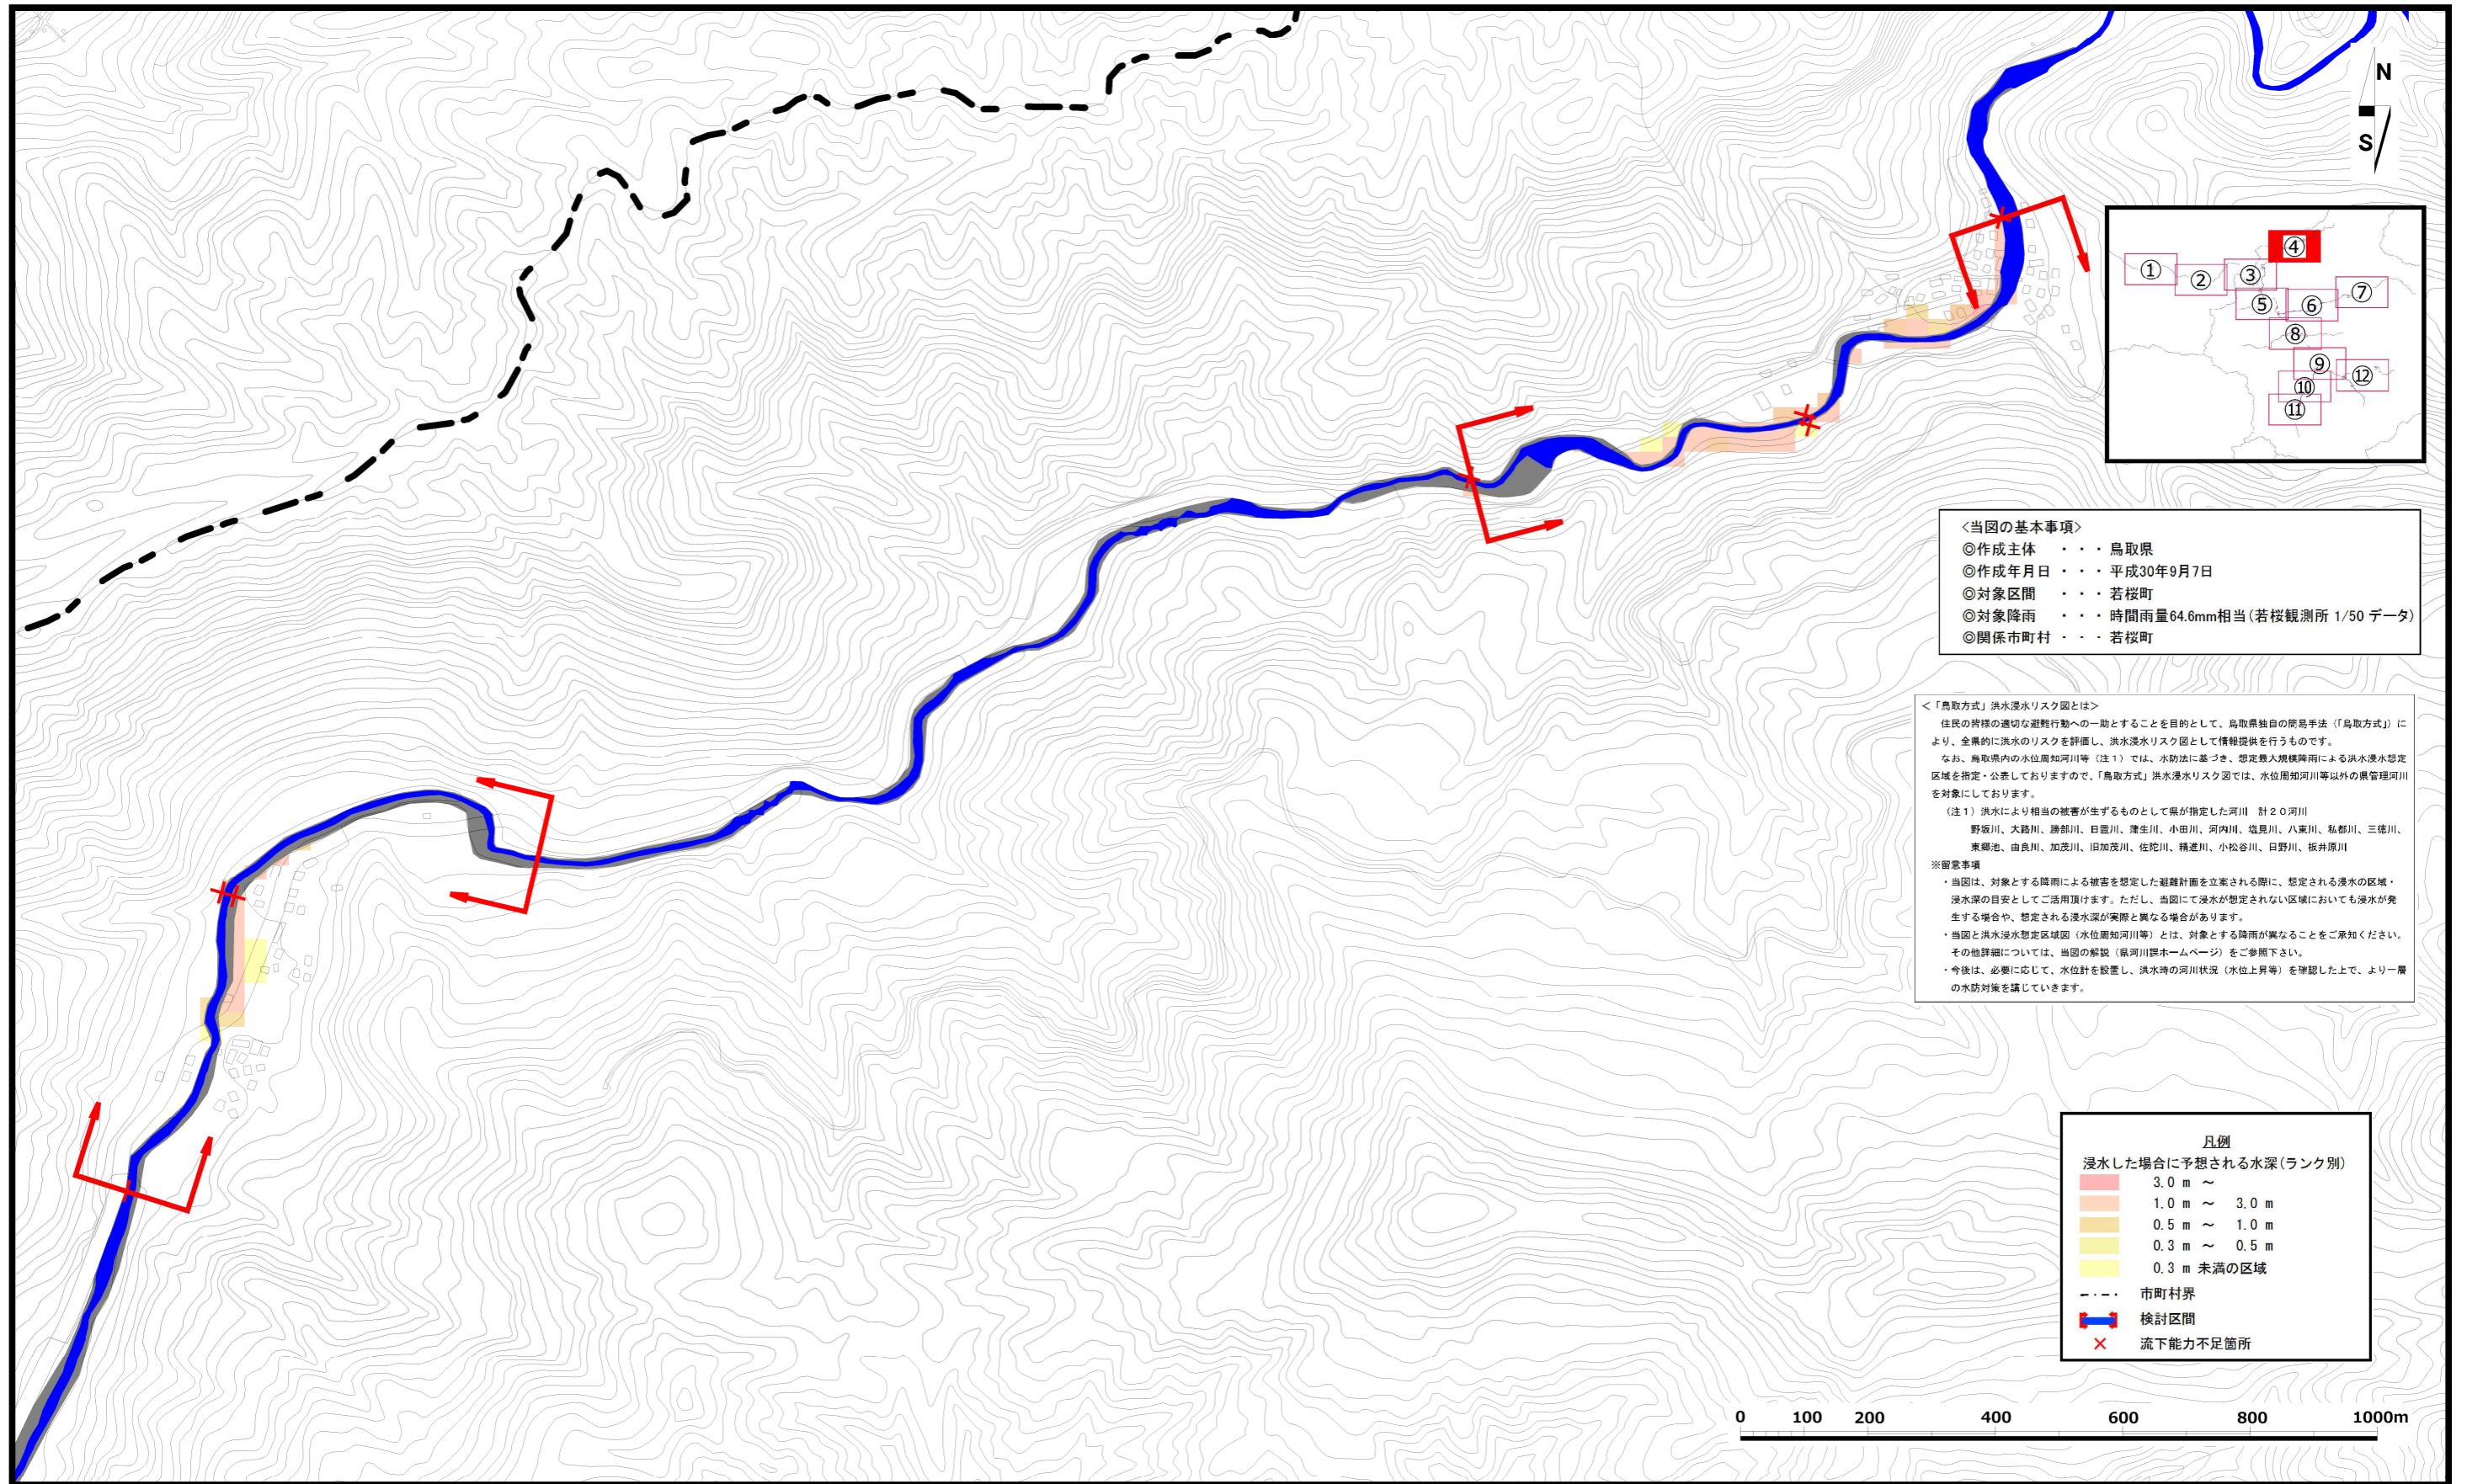 N
S
④
①
②
③
⑤
⑥
⑦
⑧
⑨
⑩
⑫
⑪
<当図の基本事項>
◎作成主体 ・・・ 鳥取県
◎作成年月日 ・・・ 平成30年9月7日
◎対象区間 ・・・ 若桜町
◎対象降雨 ・・・ 時間雨量64.6mm相当(若桜観測所 1/50 データ)
◎関係市町村 ・・・ 若桜町
<「鳥取方式」洪水浸水リスク図とは>
住民の皆様の適切な避難行動への一助とすることを目的として、鳥取県独自の簡易手法(「鳥取方式」)に
より、全県的に洪水のリスクを評価し、洪水浸水リスク図として情報提供を行うものです。
なお、鳥取県内の水位周知河川等(注1)では、水防法に基づき、想定最大規模降雨による洪水浸水想定
区域を指定・公表しておりますので、「鳥取方式」洪水浸水リスク図では、水位周知河川等以外の県管理河川
を対象にしております。
(注1)洪水により相当の被害が生ずるものとして県が指定した河川 計20河川
野坂川、大路川、勝部川、日置川、蒲生川、小田川、河内川、塩見川、八東川、私都川、三徳川、
東郷池、由良川、加茂川、旧加茂川、佐陀川、精進川、小松谷川、日野川、板井原川
※留意事項
・当図は、対象とする降雨による被害を想定した避難計画を立案される際に、想定される浸水の区域・
浸水深の目安としてご活用頂けます。ただし、当図にて浸水が想定されない区域においても浸水が発
生する場合や、想定される浸水深が実際と異なる場合があります。
・当図と洪水浸水想定区域図(水位周知河川等)とは、対象とする降雨が異なることをご承知ください。
その他詳細については、当図の解説(県河川課ホームページ)をご参照下さい。
・今後は、必要に応じて、水位計を設置し、洪水時の河川状況(水位上昇等)を確認した上で、より一層
の水防対策を講じていきます。
凡例
浸水した場合に予想される水深(ランク別)
3.0 m ～
1.0 m ～ 3.0 m
0.5 m ～ 1.0 m
0.3 m ～ 0.5 m
0.3 m 未満の区域
市町村界
検討区間
流下能力不足箇所
0 100 200 400 600 800 1000m